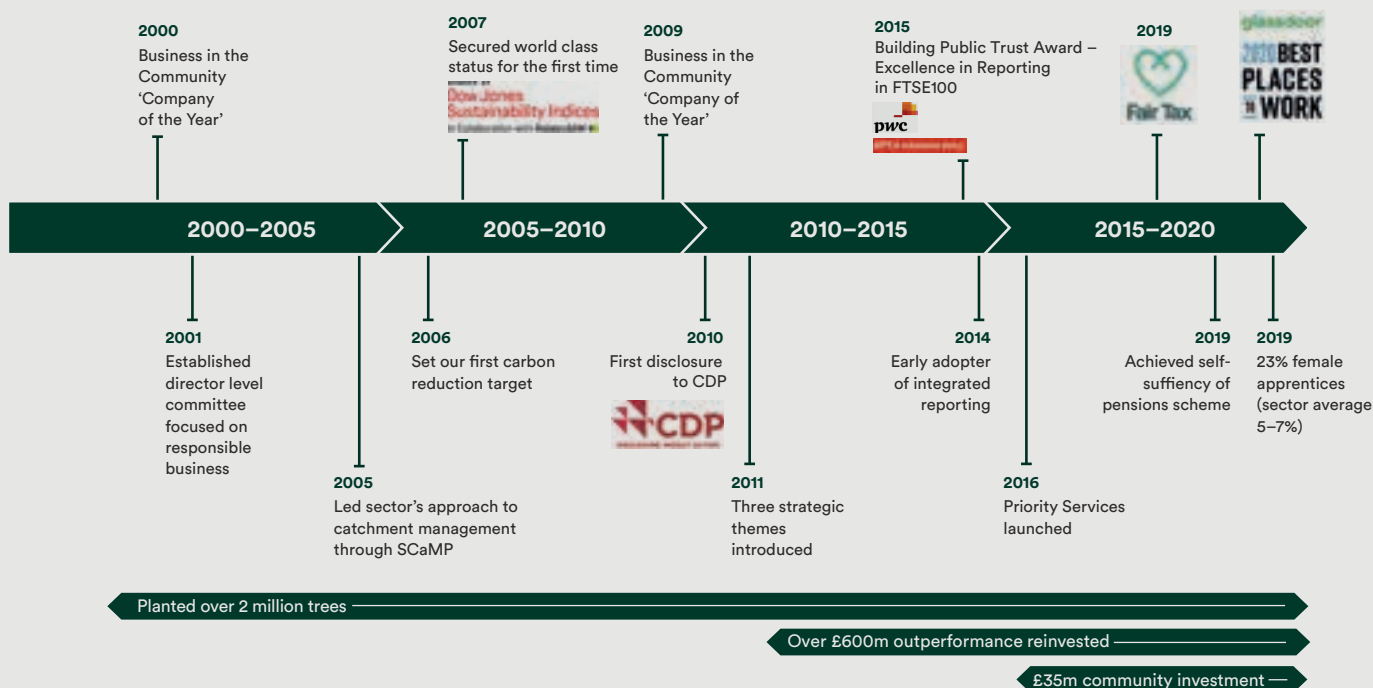 2000
Business in the
Community
‘Company
of the Year’
2007
Secured world class
status for the first time
Dow Jones
Sustainability Indices
In Collaboration with
2009
Business in the
Community
‘Company of
the Year’
2015
Building Public Trust Award –
Excellence in Reporting
in FTSE100
pwc
2019
Fair Tax
glassdoor
2020 BEST
PLACES
TO WORK
2000–2005
2005–2010
2010–2015
2015–2020
2001
Established
director level
committee
focused on
responsible
business
2005
Led sector’s approach to
catchment management
through SCaMP
2006
Set our first carbon
reduction target
2010
First disclosure
to CDP
CDP
2011
Three strategic
themes
introduced
2014
Early adopter
of integrated
reporting
2016
Priority Services
launched
2019
Achieved self-
suffiency of
pensions scheme
2019
23% female
apprentices
(sector average
5–7%)
Planted over 2 million trees
Over £600m outperformance reinvested
£35m community investment